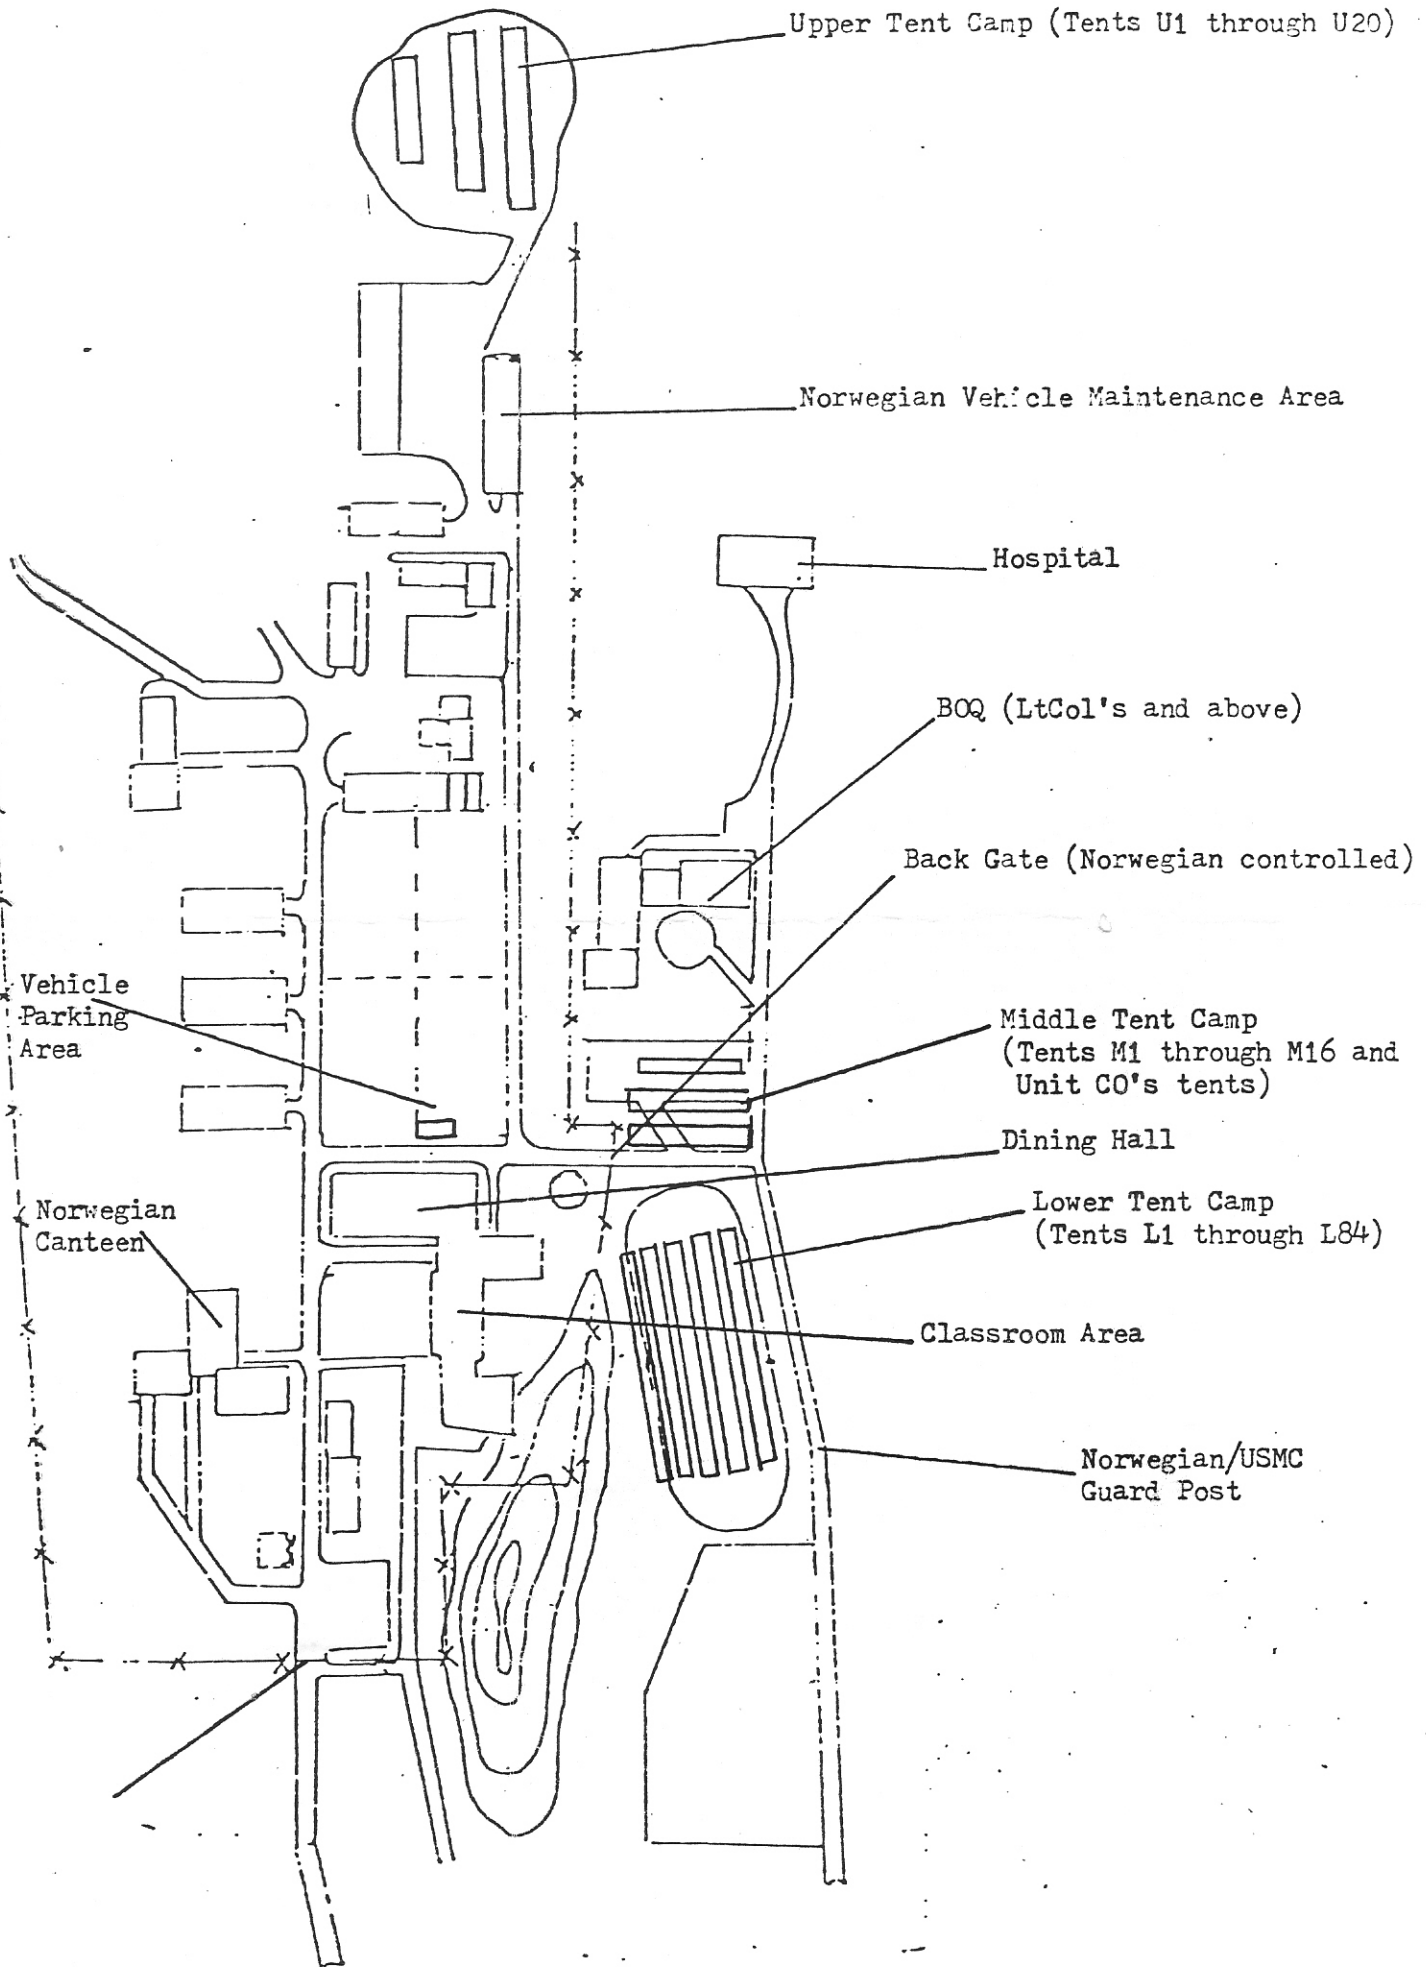 Upper Tent Camp (Tents U1 through U20)
Norwegian Vehicle Maintenance Area
Hospital
BOQ (LtCol's and above)
Back Gate (Norwegian controlled)
Vehicle
Parking
Area
Middle Tent Camp
(Tents M1 through M16 and
Unit CO's tents)
Dining Hall
Norwegian
Canteen
Lower Tent Camp
(Tents L1 through L84)
Classroom Area
Norwegian/USMC
Guard Post